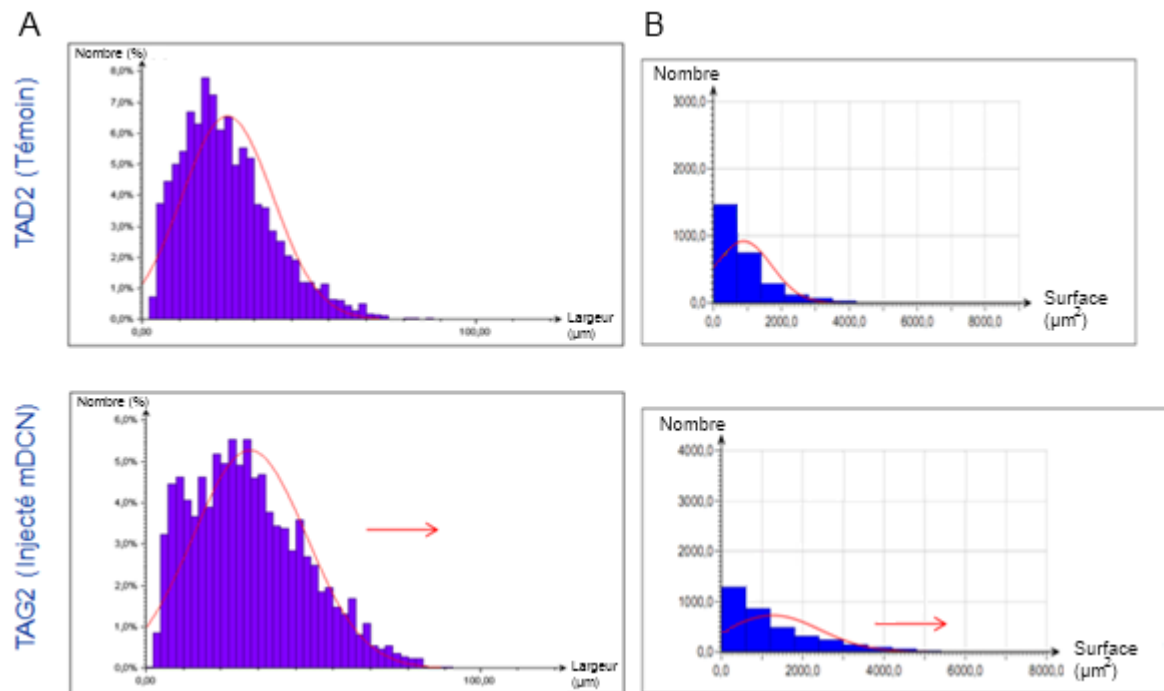 A
B
TAD2 (Témoin)
Nombre (%)
8,0%
7,0%
6,0%
5,0%
4,0%
3,0%
2,0%
1,0%
0,0%
0,00
100,00
Largeur
(µm)
Nombre
3000,0
2000,0
1000,0
0,0
0,0
2000,0
4000,0
6000,0
8000,0
Surface
(µm²)
TAG2 (Injecté mDCN)
Nombre (%)
6,0%
5,0%
4,0%
3,0%
2,0%
1,0%
0,0%
0,00
100,00
Largeur
(µm)
Nombre
4000,0
3000,0
2000,0
1000,0
0,0
0,0
2000,0
4000,0
6000,0
8000,0
Surface
(µm²)